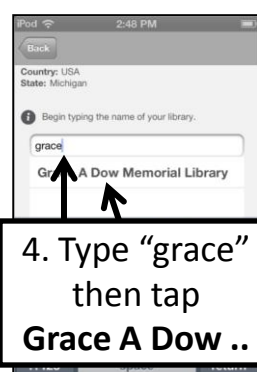 iPod 2:48 PM
Back
Country: USA
State: Michigan
Begin typing the name of your library.
grace
Grace A Dow Memorial Library
4. Type “grace”
then tap
Grace A Dow ..